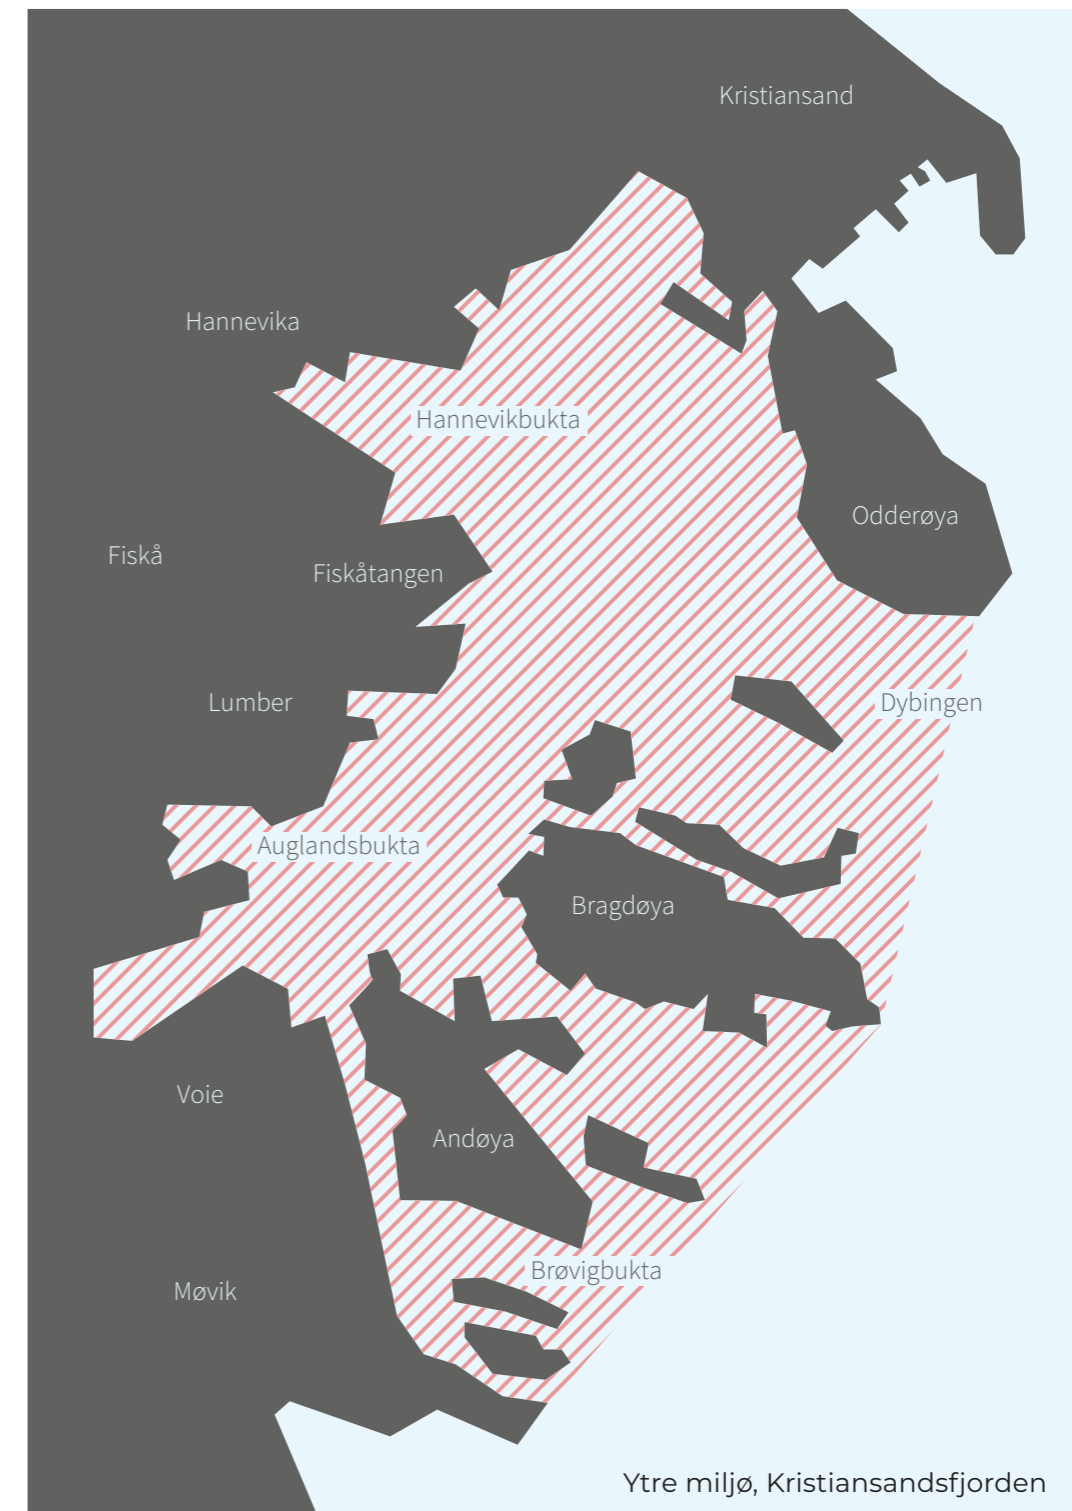 Kristiansand
Hannevika
Hannevikbukta
Odderøya
Fiskå
Fiskåtangen
Lumber
Dybingen
Auglandsbukta
Bragdøya
Voie
Andøya
Brøvigbukta
Møvik
Ytre miljø, Kristiansandsfjorden